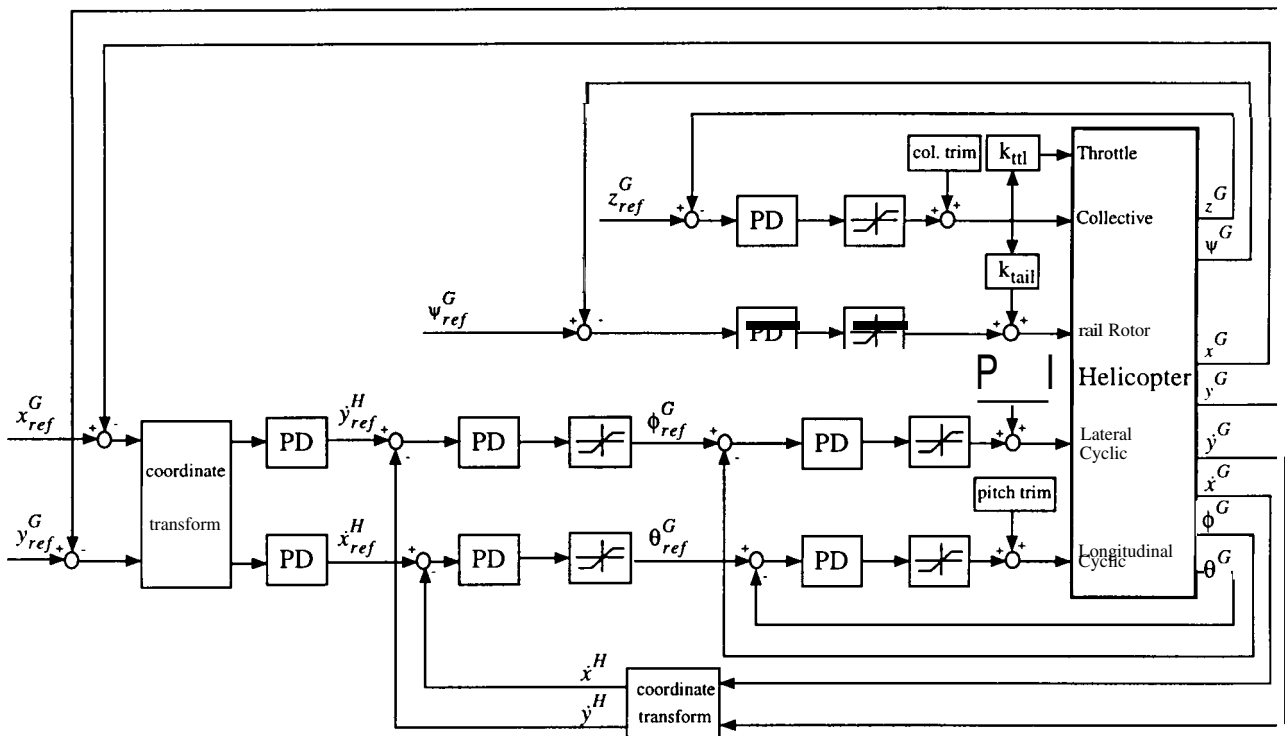 col. trim
k_ttl
Throttle
z^G_ref
+
-
PD
+
+
Collective
z^G
ψ^G
k_tail
ψ^G_ref
+
-
PD
+
+
rail Rotor
x^G
P I
Helicopter
y^G
x^G_ref
+
-
PD
ẏ^H_ref
+
-
PD
ϕ^G_ref
+
-
PD
+
+
Lateral
Cyclic
ẏ^G
coordinate
transform
pitch trim
ẋ^G
ϕ^G
y^G_ref
+
-
PD
ẋ^H_ref
+
-
PD
θ^G_ref
+
-
PD
+
+
Longitudinal
Cyclic
θ^G
ẋ^H
ẏ^H
coordinate
transform